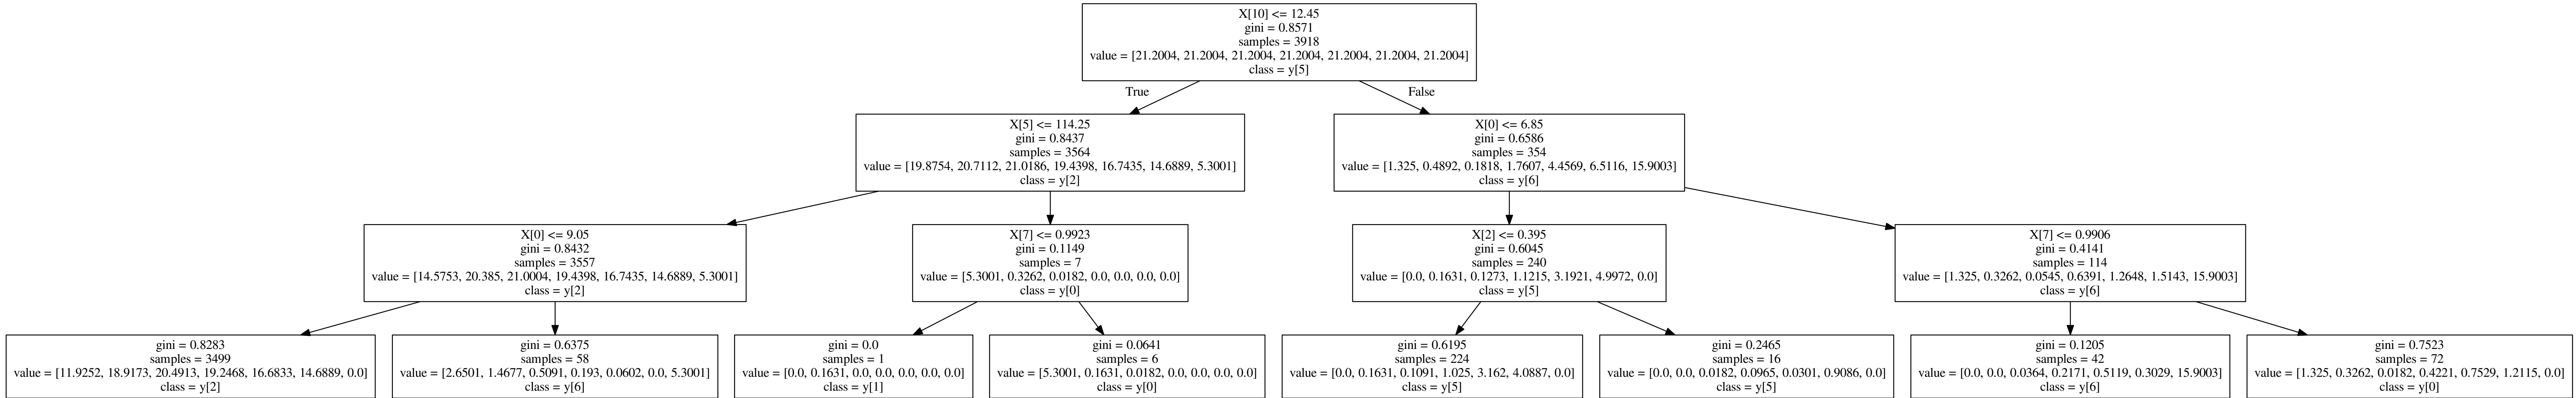 X[10] <= 12.45
gini = 0.8571
samples = 3918
value = [21.2004, 21.2004, 21.2004, 21.2004, 21.2004, 21.2004, 21.2004]
class = y[5]
True
False
X[5] <= 114.25
gini = 0.8437
samples = 3564
value = [19.8754, 20.7112, 21.0186, 19.4398, 16.7435, 14.6889, 5.3001]
class = y[2]
X[0] <= 6.85
gini = 0.6586
samples = 354
value = [1.325, 0.4892, 0.1818, 1.7607, 4.4569, 6.5116, 15.9003]
class = y[6]
X[0] <= 9.05
gini = 0.8432
samples = 3557
value = [14.5753, 20.385, 21.0004, 19.4398, 16.7435, 14.6889, 5.3001]
class = y[2]
X[7] <= 0.9923
gini = 0.1149
samples = 7
value = [5.3001, 0.3262, 0.0182, 0.0, 0.0, 0.0, 0.0]
class = y[0]
X[2] <= 0.395
gini = 0.6045
samples = 240
value = [0.0, 0.1631, 0.1273, 1.1215, 3.1921, 4.9972, 0.0]
class = y[5]
X[7] <= 0.9906
gini = 0.4141
samples = 114
value = [1.325, 0.3262, 0.0545, 0.6391, 1.2648, 1.5143, 15.9003]
class = y[6]
gini = 0.8283
samples = 3499
value = [11.9252, 18.9173, 20.4913, 19.2468, 16.6833, 14.6889, 0.0]
class = y[2]
gini = 0.6375
samples = 58
value = [2.6501, 1.4677, 0.5091, 0.193, 0.0602, 0.0, 5.3001]
class = y[6]
gini = 0.0
samples = 1
value = [0.0, 0.1631, 0.0, 0.0, 0.0, 0.0, 0.0]
class = y[1]
gini = 0.0641
samples = 6
value = [5.3001, 0.1631, 0.0182, 0.0, 0.0, 0.0, 0.0]
class = y[0]
gini = 0.6195
samples = 224
value = [0.0, 0.1631, 0.1091, 1.025, 3.162, 4.0887, 0.0]
class = y[5]
gini = 0.2465
samples = 16
value = [0.0, 0.0, 0.0182, 0.0965, 0.0301, 0.9086, 0.0]
class = y[5]
gini = 0.1205
samples = 42
value = [0.0, 0.0, 0.0364, 0.2171, 0.5119, 0.3029, 15.9003]
class = y[6]
gini = 0.7523
samples = 72
value = [1.325, 0.3262, 0.0182, 0.4221, 0.7529, 1.2115, 0.0]
class = y[0]